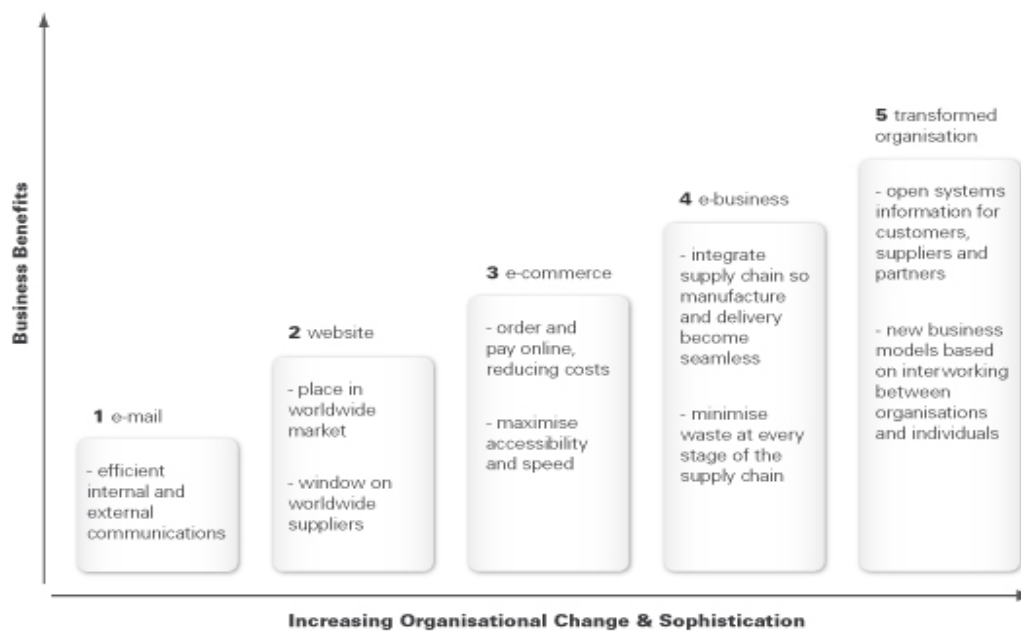 Business Benefits
1 e-mail
- efficient
internal and
external
communications
2 website
- place in
worldwide
market
- window on
worldwide
suppliers
3 e-commerce
- order and
pay online,
reducing costs
- maximise
accessibility
and speed
4 e-business
- integrate
supply chain so
manufacture
and delivery
become
seamless
- minimise
waste at every
stage of the
supply chain
5 transformed
organisation
- open systems
information for
customers,
suppliers and
partners
- new business
models based
on interworking
between
organisations
and individuals
Increasing Organisational Change & Sophistication